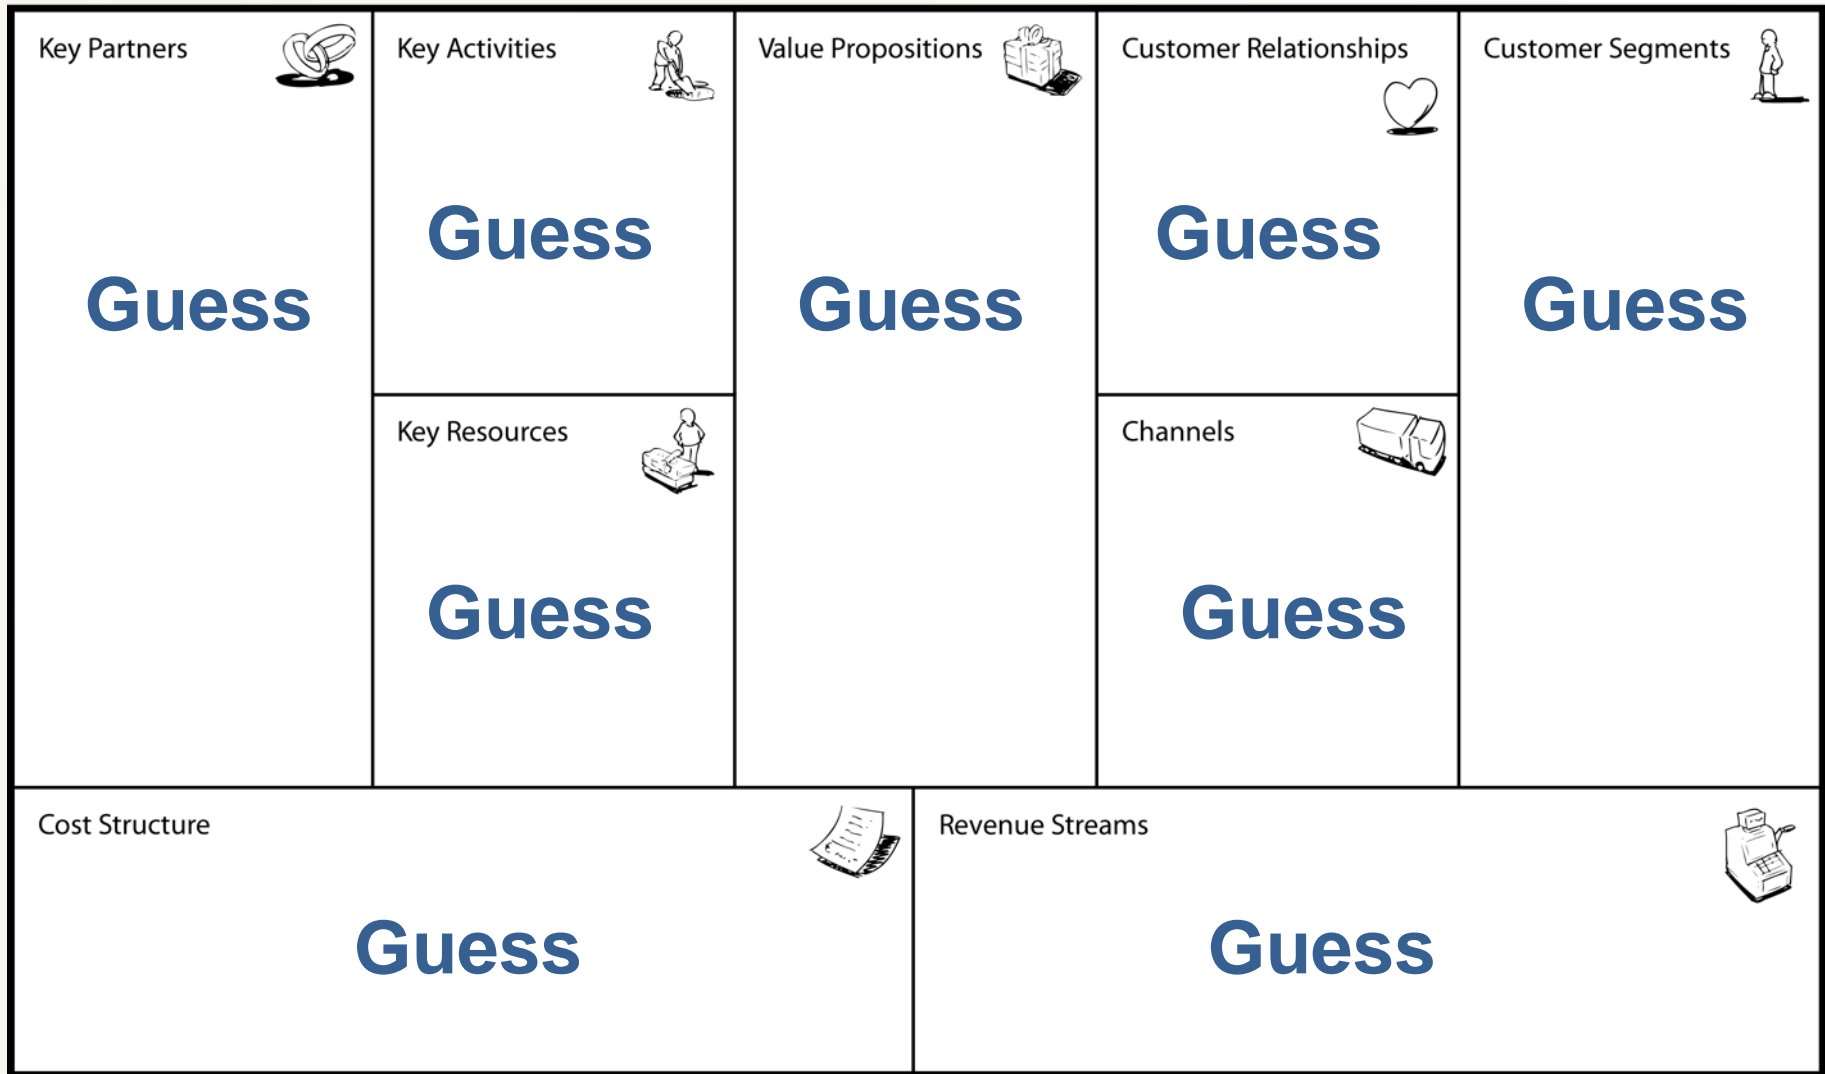 Key Partners
Guess
Key Activities
Guess
Key Resources
Guess
Value Propositions
Guess
Customer Relationships
Guess
Channels
Guess
Customer Segments
Guess
Cost Structure
Guess
Revenue Streams
Guess